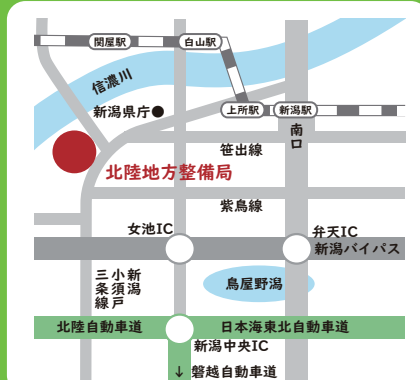 関屋駅
白山駅
信濃川
新潟県庁
上所駅
新潟駅
南口
笹出線
北陸地方整備局
紫鳥線
女池IC
弁天IC
新潟バイパス
新潟
小須戸
三条線
鳥屋野潟
北陸自動車道
日本海東北自動車道
新潟中央IC
↓ 磐越自動車道